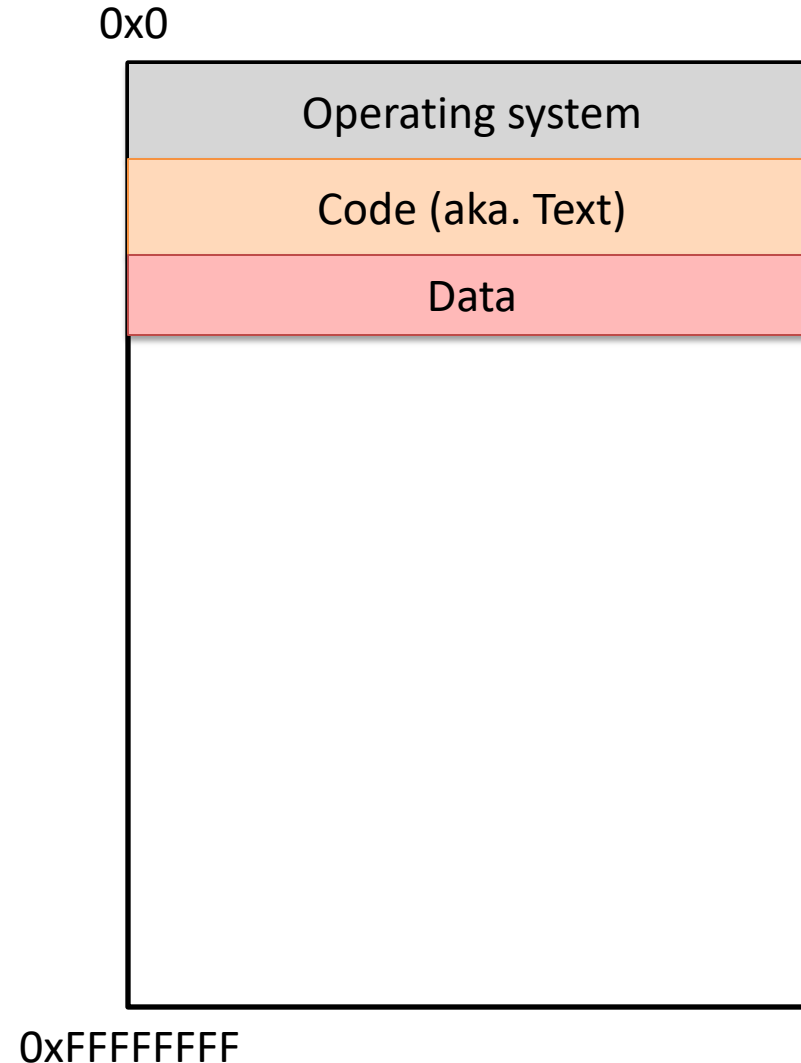 0x0
Operating system
Code (aka. Text)
Data
0xFFFFFFFF